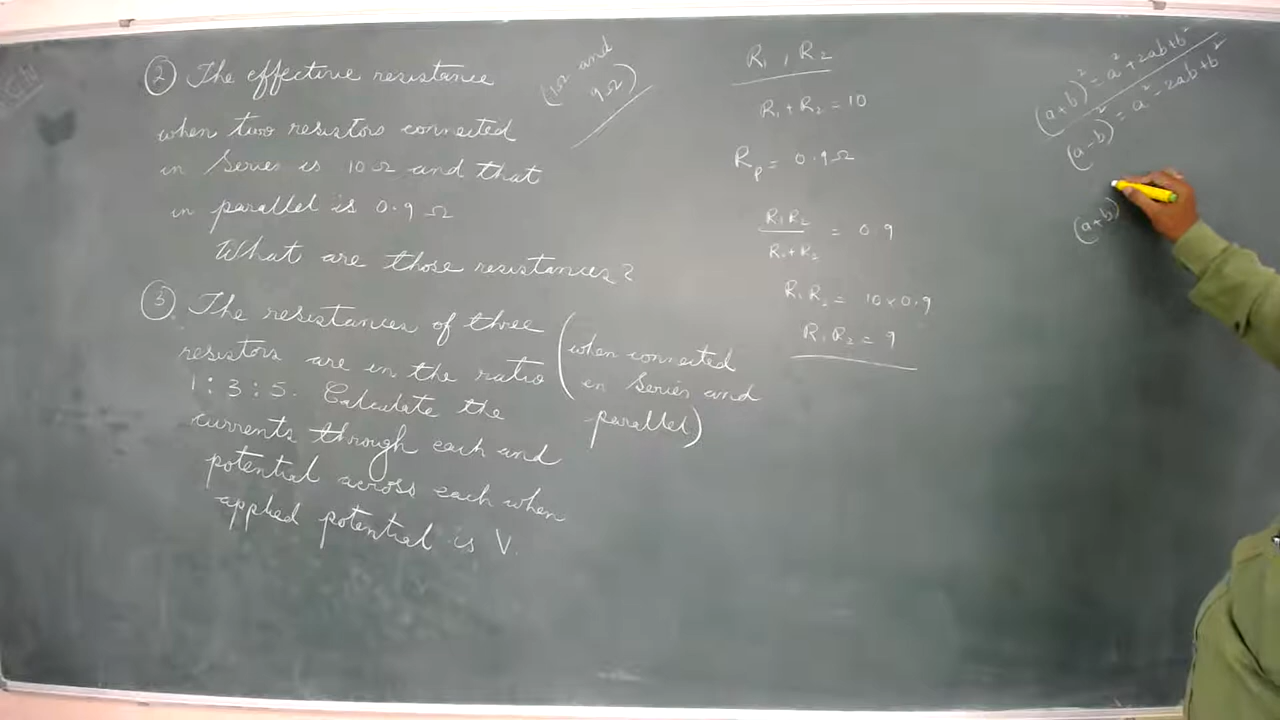 ② The effective resistance
when two resistors connected
in Series is 10 Ω and that
in parallel is 0.9 Ω
What are those resistances?
(1Ω and
9Ω)
③ The resistances of three
resistors are in the ratio
1 : 3 : 5. Calculate the
currents through each and
potential across each when
applied potential is V.
(when connected
in Series and
parallel)
R₁, R₂
R₁ + R₂ = 10
Rₚ = 0.9 Ω
R₁R₂ / R₁+R₂ = 0.9
R₁R₂ = 10 × 0.9
R₁R₂ = 9
(a+b)² = a² + 2ab + b²
(a-b)² = a² - 2ab + b²
(a+b)